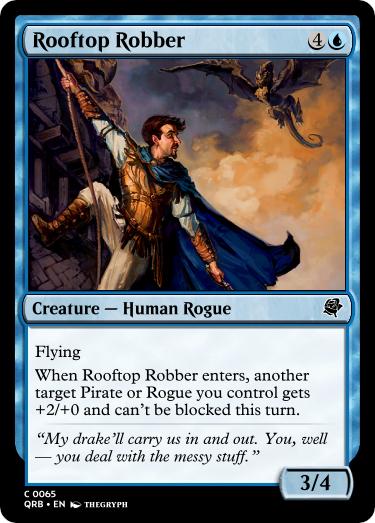 Rooftop Robber 4
Creature — Human Rogue
Flying
When Rooftop Robber enters, another
target Pirate or Rogue you control gets
+2/+0 and can't be blocked this turn.
“My drake'll carry us in and out. You, well
— you deal with the messy stuff.”
3/4
C 0065
QRB • EN THEGRYPH